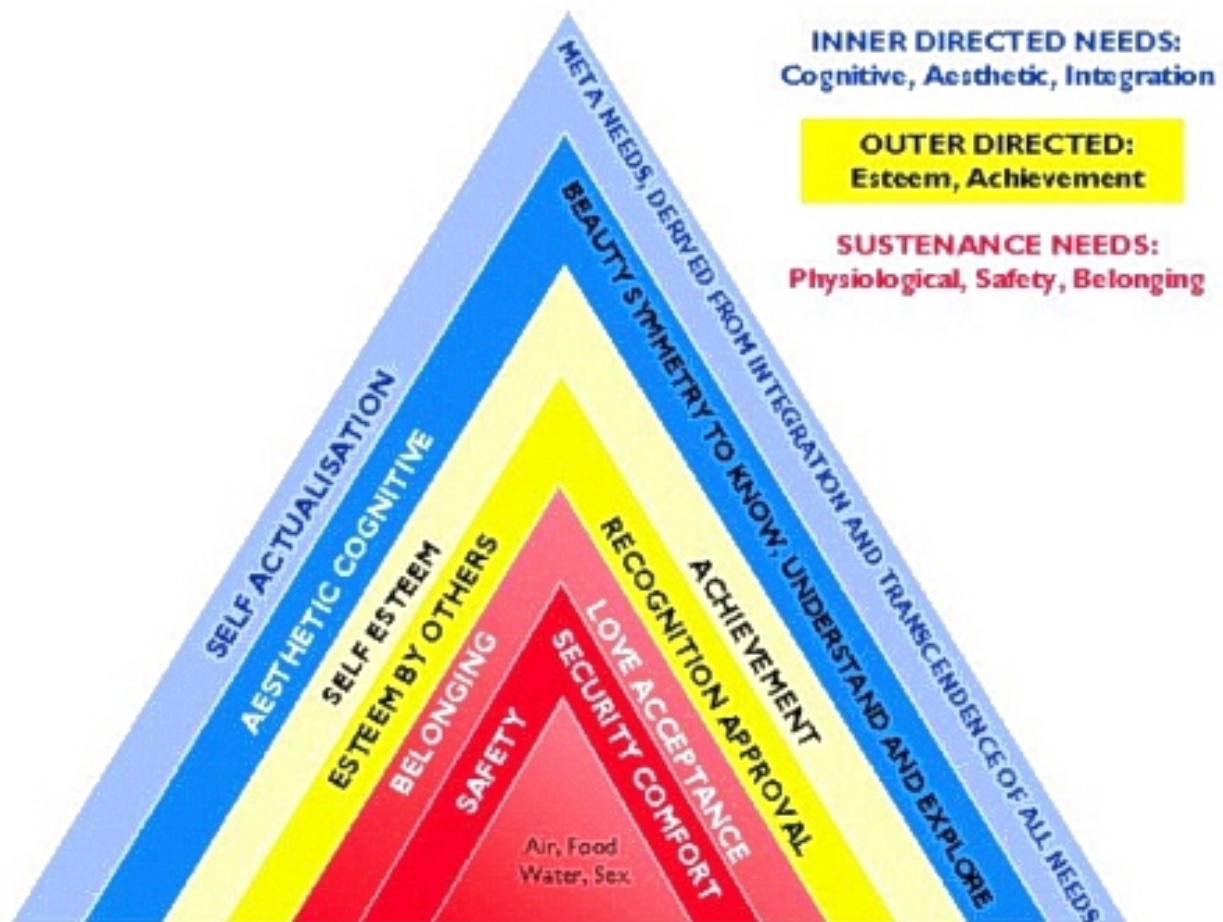 INNER DIRECTED NEEDS:
Cognitive, Aesthetic, Integration
OUTER DIRECTED:
Esteem, Achievement
SUSTENANCE NEEDS:
Physiological, Safety, Belonging
SELF ACTUALISATION
META NEEDS, DERIVED FROM INTEGRATION AND TRANSCENDENCE OF ALL NEEDS
AESTHETIC COGNITIVE
BEAUTY SYMMETRY TO KNOW, UNDERSTAND AND EXPLORE
SELF ESTEEM
ACHIEVEMENT
ESTEEM BY OTHERS
RECOGNITION APPROVAL
BELONGING
LOVE ACCEPTANCE
SAFETY
SECURITY COMFORT
Air, Food
Water, Sex